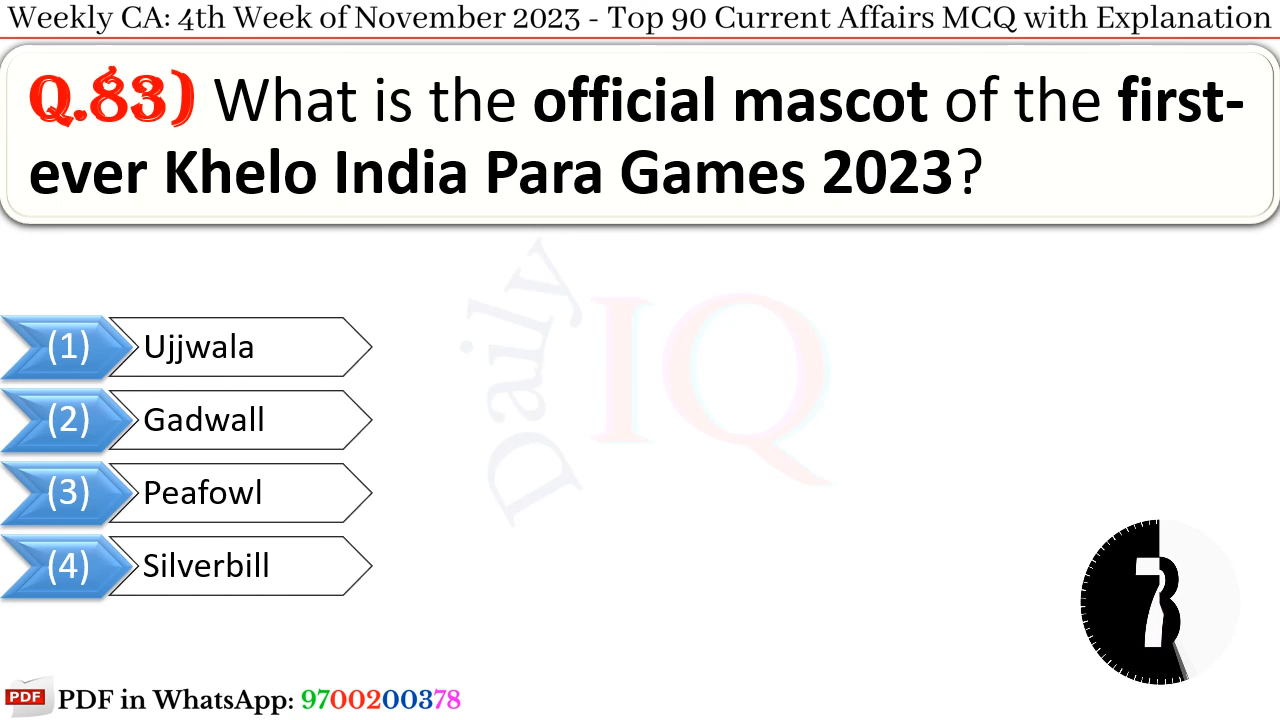 Weekly CA: 4th Week of November 2023 - Top 90 Current Affairs MCQ with Explanation
Q.83) What is the official mascot of the first-
ever Khelo India Para Games 2023?
Daily IQ
(1) Ujjwala
(2) Gadwall
(3) Peafowl
(4) Silverbill
PDF PDF in WhatsApp: 9700200378